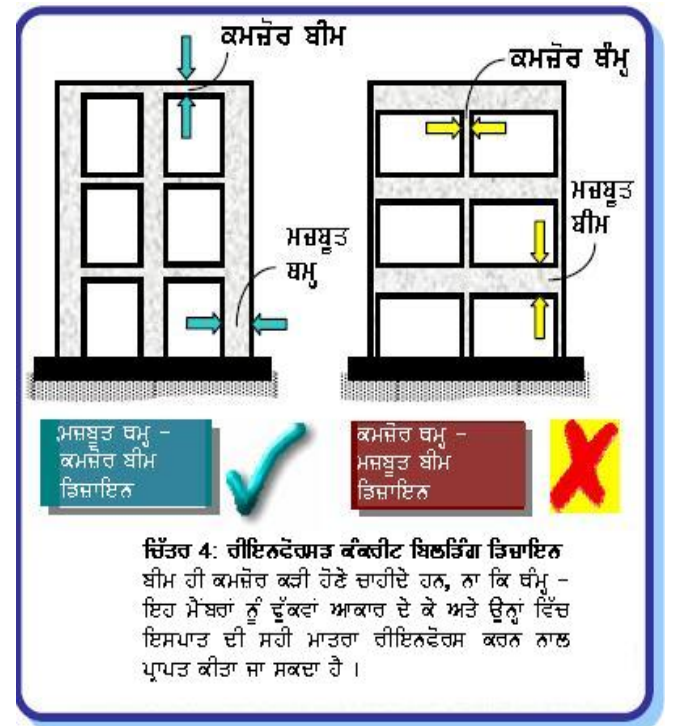 ਕਮਜ਼ੋਰ ਬੀਮ
ਕਮਜ਼ੋਰ ਥੰਮ੍ਹ
ਮਜ਼ਬੂਤ
ਥਮ੍ਹ
ਮਜ਼ਬੂਤ
ਬੀਮ
ਮਜ਼ਬੂਤ ਥਮ੍ਹ -
ਕਮਜ਼ੋਰ ਬੀਮ
ਡਿਜ਼ਾਇਨ
ਕਮਜ਼ੋਰ ਥਮ੍ਹ -
ਮਜ਼ਬੂਤ ਬੀਮ
ਡਿਜ਼ਾਇਨ
ਚਿੱਤਰ 4: ਰੀਇਨਫੋਰਸਡ ਕੰਕਰੀਟ ਬਿਲਡਿੰਗ ਡਿਜ਼ਾਇਨ
ਬੀਮ ਹੀ ਕਮਜ਼ੋਰ ਕੜੀ ਹੋਣੇ ਚਾਹੀਦੇ ਹਨ, ਨਾ ਕਿ ਥੰਮ੍ਹ -
ਇਹ ਮੈਂਬਰਾਂ ਨੂੰ ਢੁੱਕਵਾਂ ਆਕਾਰ ਦੇ ਕੇ ਅਤੇ ਉਨ੍ਹਾਂ ਵਿੱਚ
ਇਸਪਾਤ ਦੀ ਸਹੀ ਮਾਤਰਾ ਰੀਇਨਫੋਰਸ ਕਰਨ ਨਾਲ
ਪ੍ਰਾਪਤ ਕੀਤਾ ਜਾ ਸਕਦਾ ਹੈ ।